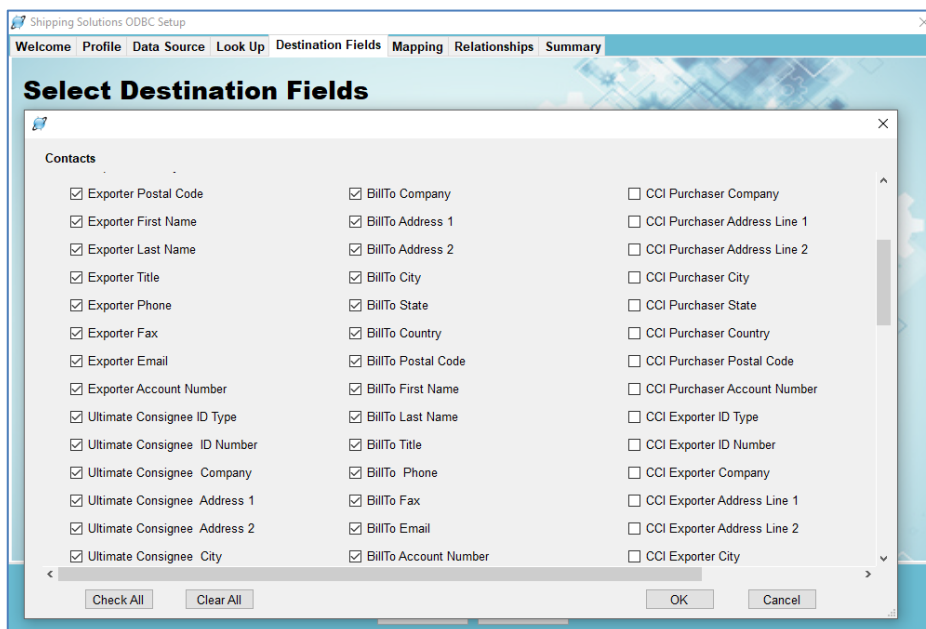 Shipping Solutions ODBC Setup
Welcome Profile Data Source Look Up Destination Fields Mapping Relationships Summary
Select Destination Fields
Contacts
Exporter Postal Code BillTo Company CCI Purchaser Company
Exporter First Name BillTo Address 1 CCI Purchaser Address Line 1
Exporter Last Name BillTo Address 2 CCI Purchaser Address Line 2
Exporter Title BillTo City CCI Purchaser City
Exporter Phone BillTo State CCI Purchaser State
Exporter Fax BillTo Country CCI Purchaser Country
Exporter Email BillTo Postal Code CCI Purchaser Postal Code
Exporter Account Number BillTo First Name CCI Purchaser Account Number
Ultimate Consignee ID Type BillTo Last Name CCI Exporter ID Type
Ultimate Consignee ID Number BillTo Title CCI Exporter ID Number
Ultimate Consignee Company BillTo Phone CCI Exporter Company
Ultimate Consignee Address 1 BillTo Fax CCI Exporter Address Line 1
Ultimate Consignee Address 2 BillTo Email CCI Exporter Address Line 2
Ultimate Consignee City BillTo Account Number CCI Exporter City
Check All Clear All OK Cancel